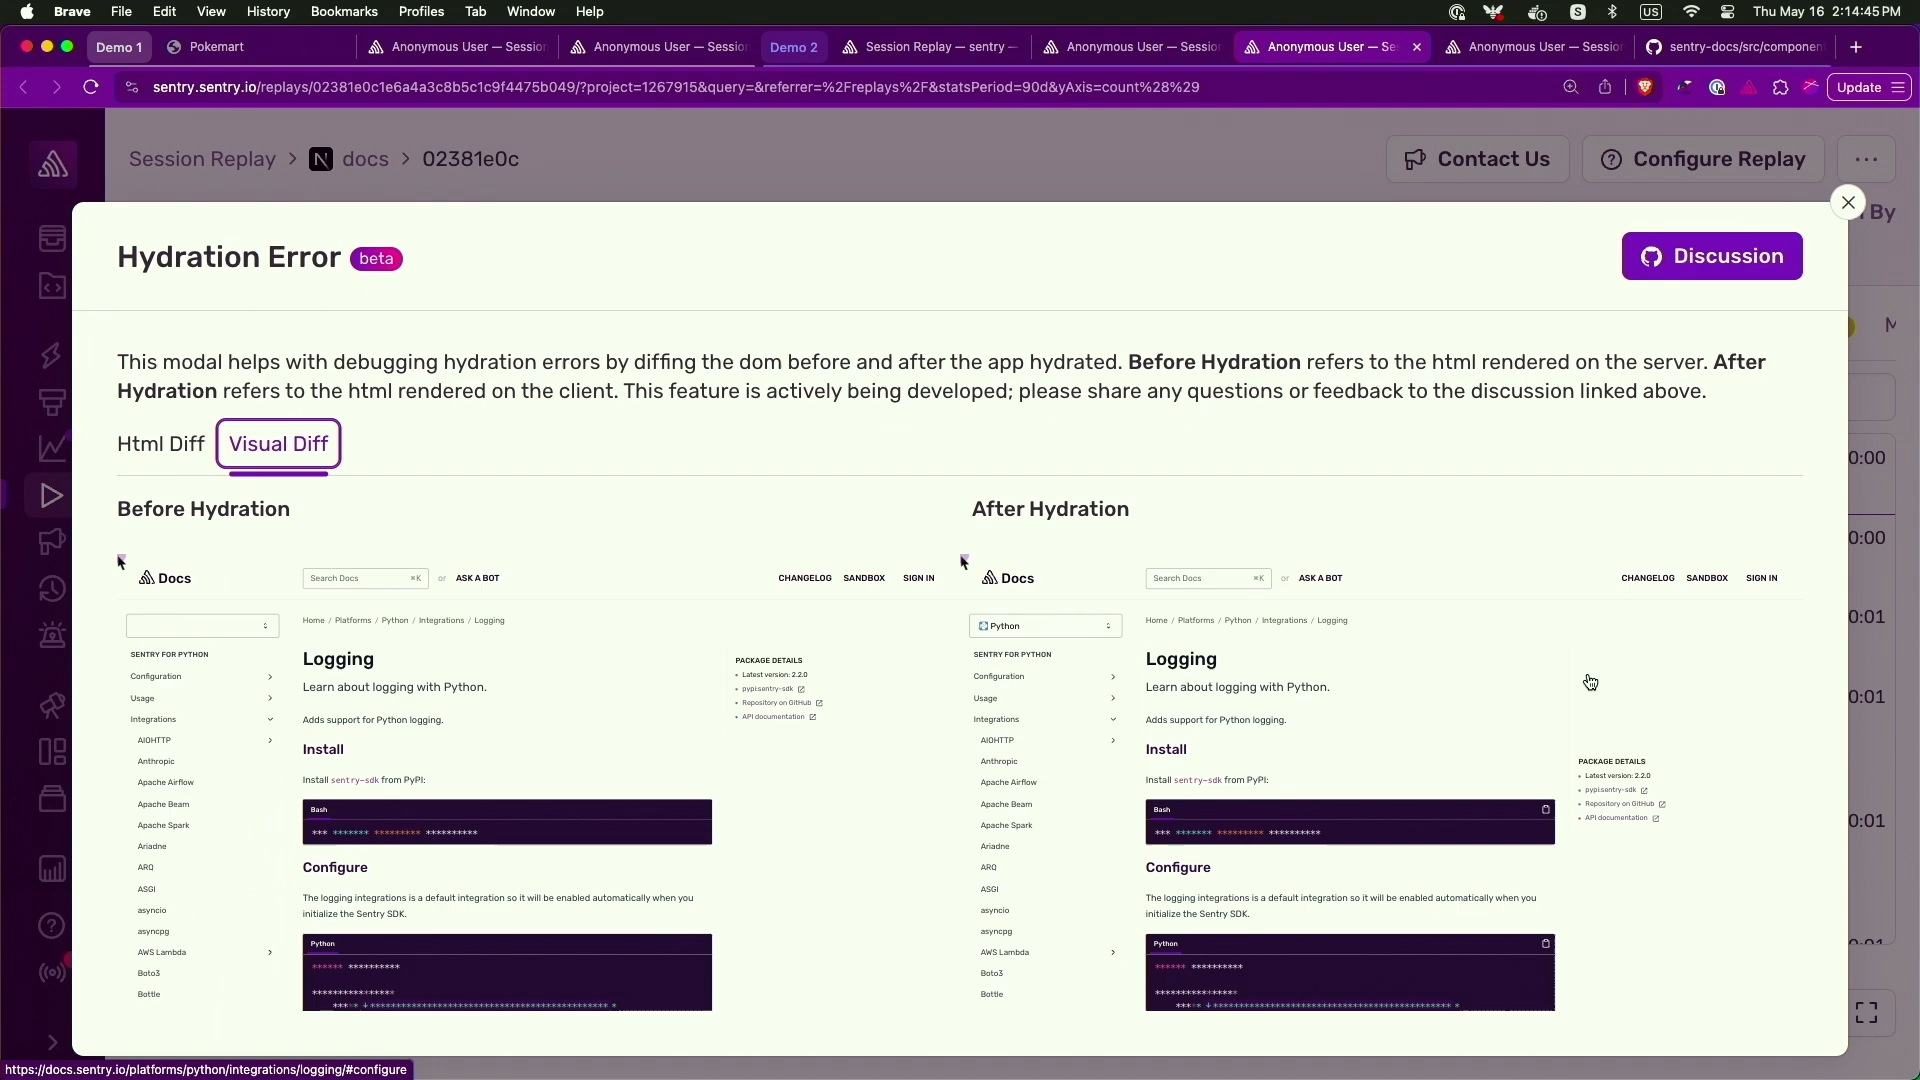 Brave File Edit View History Bookmarks Profiles Tab Window Help
US Thu May 16 2:14:45 PM
Demo 1 Pokemart Anonymous User — Session Anonymous User — Session Demo 2 Session Replay — sentry — Anonymous User — Session Anonymous User — Se Anonymous User — Session sentry-docs/src/componen
sentry.sentry.io/replays/02381e0c1e6a4a3c8b5c1c9f4475b049/?project=1267915&query=&referrer=%2Freplays%2F&statsPeriod=90d&yAxis=count%28%29
Update
Session Replay > docs > 02381e0c
Contact Us
Configure Replay
By
Hydration Error beta
Discussion
This modal helps with debugging hydration errors by diffing the dom before and after the app hydrated. Before Hydration refers to the html rendered on the server. After
Hydration refers to the html rendered on the client. This feature is actively being developed; please share any questions or feedback to the discussion linked above.
Html Diff Visual Diff
0:00
0:00
0:01
0:01
0:01
Before Hydration
Docs
Search Docs ⌘K or ASK A BOT
CHANGELOG SANDBOX SIGN IN
Home / Platforms / Python / Integrations / Logging
SENTRY FOR PYTHON
Configuration
Usage
Integrations
AIOHTTP
Anthropic
Apache Airflow
Apache Beam
Apache Spark
Ariadne
ARQ
ASGI
asyncio
asyncpg
AWS Lambda
Boto3
Bottle
Logging
Learn about logging with Python.
Adds support for Python logging.
Install
Install sentry-sdk from PyPI:
Bash
*** ******* ********* **********
Configure
The logging integrations is a default integration so it will be enabled automatically when you
initialize the Sentry SDK.
Python
****** **********
PACKAGE DETAILS
• Latest version: 2.2.0
• pypi:sentry-sdk
• Repository on GitHub
• API documentation
After Hydration
Docs
Search Docs ⌘K or ASK A BOT
CHANGELOG SANDBOX SIGN IN
Python
Home / Platforms / Python / Integrations / Logging
SENTRY FOR PYTHON
Configuration
Usage
Integrations
AIOHTTP
Anthropic
Apache Airflow
Apache Beam
Apache Spark
Ariadne
ARQ
ASGI
asyncio
asyncpg
AWS Lambda
Boto3
Bottle
Logging
Learn about logging with Python.
Adds support for Python logging.
Install
Install sentry-sdk from PyPI:
Bash
*** ******* ********* **********
Configure
The logging integrations is a default integration so it will be enabled automatically when you
initialize the Sentry SDK.
Python
****** **********
PACKAGE DETAILS
• Latest version: 2.2.0
• pypi:sentry-sdk
• Repository on GitHub
• API documentation
https://docs.sentry.io/platforms/python/integrations/logging/#configure